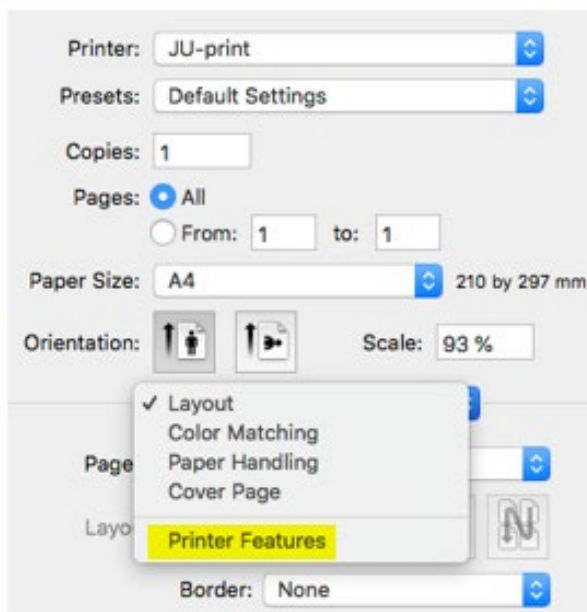 Printer: JU-print
Presets: Default Settings
Copies: 1
Pages: All
From: 1 to: 1
Paper Size: A4 210 by 297 mm
Orientation: Scale: 93 %
✓ Layout
Color Matching
Paper Handling
Cover Page
Page
Layo
Printer Features
Border: None